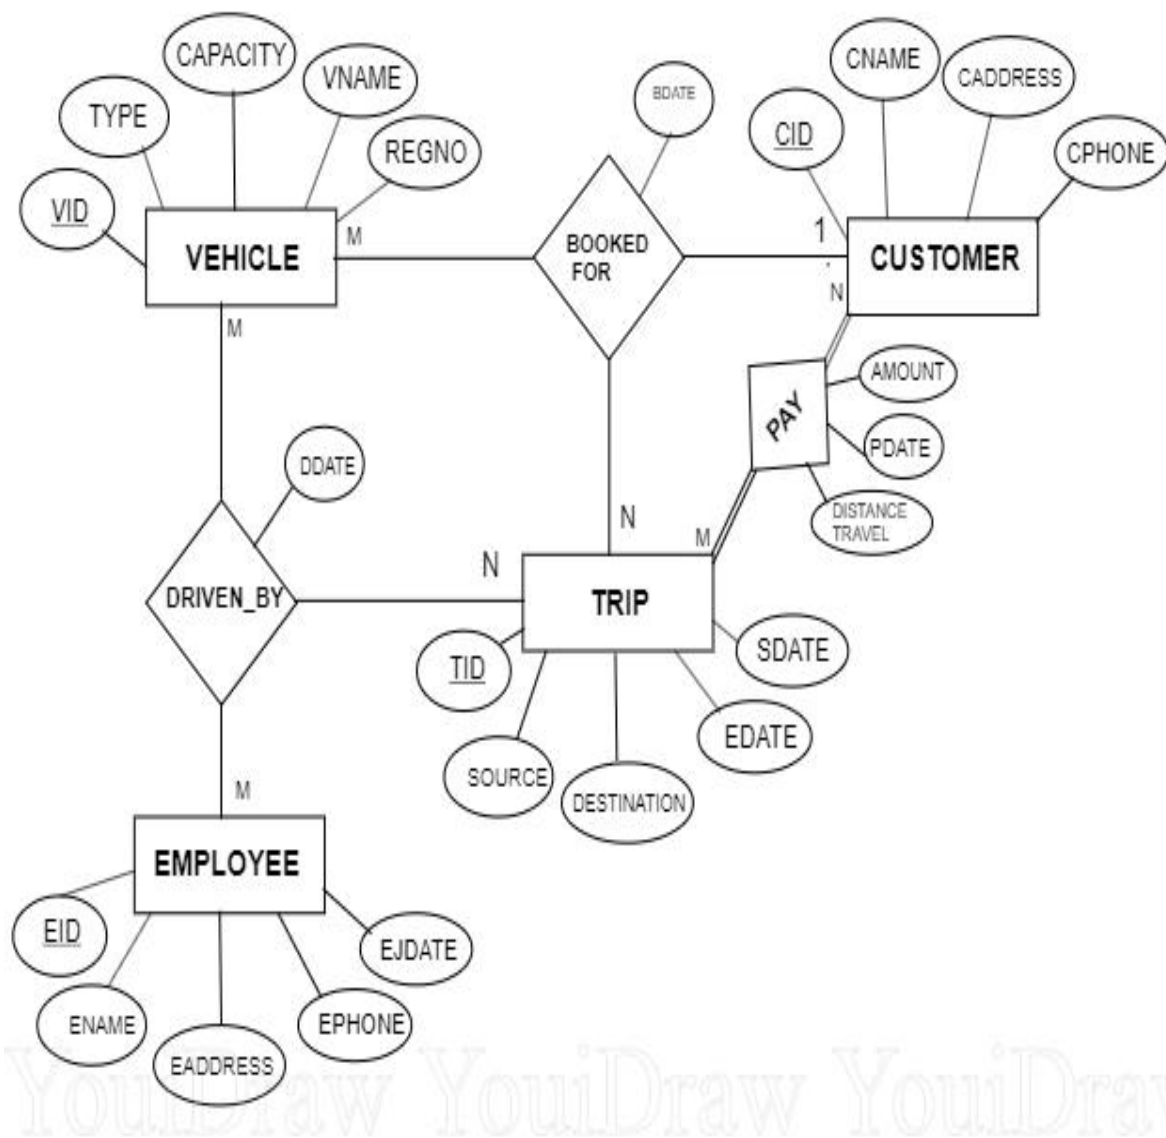 CAPACITY
CNAME
VNAME
CADDRESS
BDATE
TYPE
CID
REGNO
CPHONE
VID
M
1
VEHICLE
BOOKED
FOR
CUSTOMER
N
M
AMOUNT
PAY
PDATE
DDATE
DISTANCE
TRAVEL
N
M
N
DRIVEN_BY
TRIP
SDATE
TID
EDATE
SOURCE
DESTINATION
M
EMPLOYEE
EID
EJDATE
ENAME
EPHONE
EADDRESS
YouiDraw YouiDraw YouiDraw